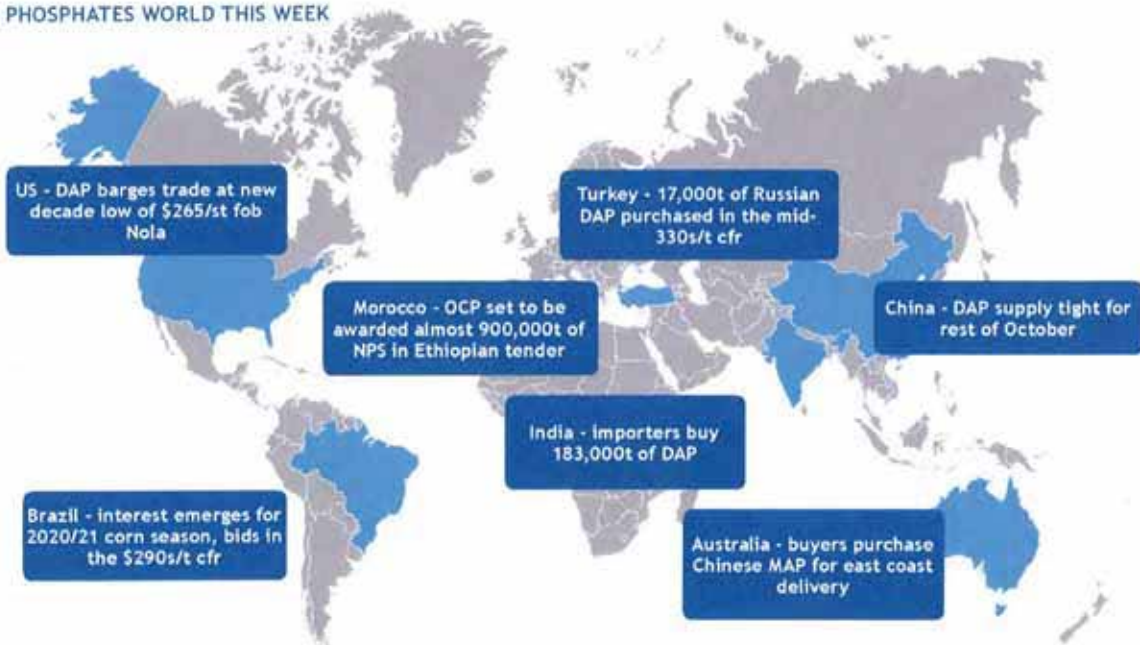 PHOSPHATES WORLD THIS WEEK
US - DAP barges trade at new
decade low of $265/st fob
Nola
Turkey - 17,000t of Russian
DAP purchased in the mid-
330s/t cfr
Morocco - OCP set to be
awarded almost 900,000t of
NPS in Ethiopian tender
China - DAP supply tight for
rest of October
India - importers buy
183,000t of DAP
Brazil - interest emerges for
2020/21 corn season, bids in
the $290s/t cfr
Australia - buyers purchase
Chinese MAP for east coast
delivery